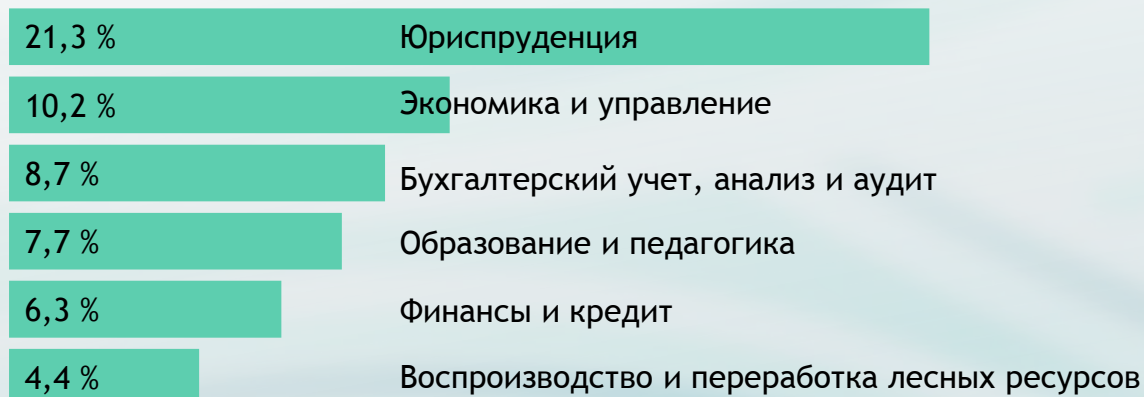 21,3 % Юриспруденция
10,2 % Экономика и управление
8,7 % Бухгалтерский учет, анализ и аудит
7,7 % Образование и педагогика
6,3 % Финансы и кредит
4,4 % Воспроизводство и переработка лесных ресурсов